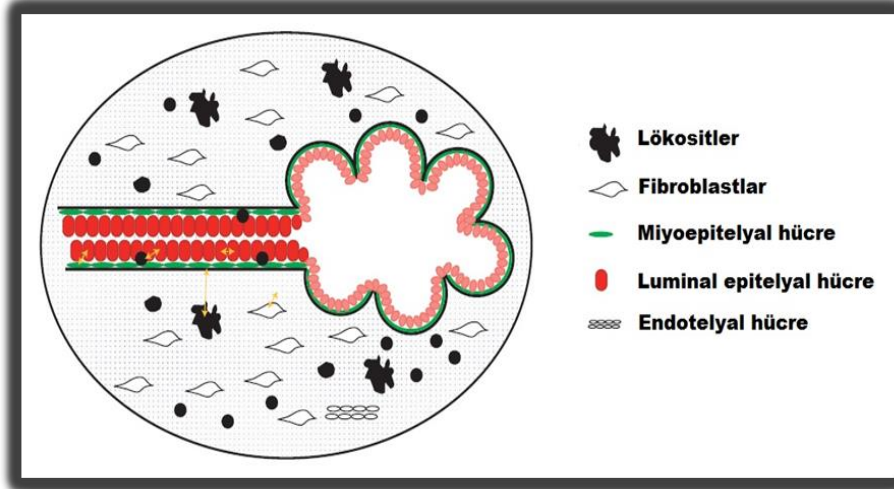 Lökositler
Fibroblastlar
Miyoepitelyal hücre
Luminal epitelyal hücre
Endotelyal hücre